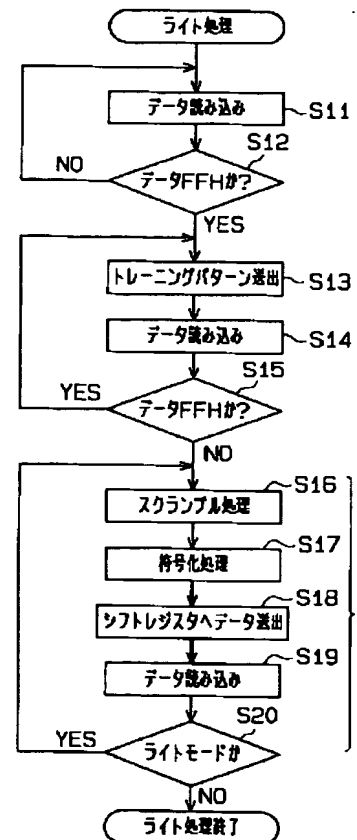 ライト処理
データ読み込み
S11
S12
データFFHか?
NO
YES
トレーニングパターン送出
S13
データ読み込み
S14
S15
データFFHか?
YES
NO
スクランブル処理
S16
符号化処理
S17
シフトレジスタへデータ送出
S18
データ読み込み
S19
S20
ライトモードか
YES
NO
ライト処理終了